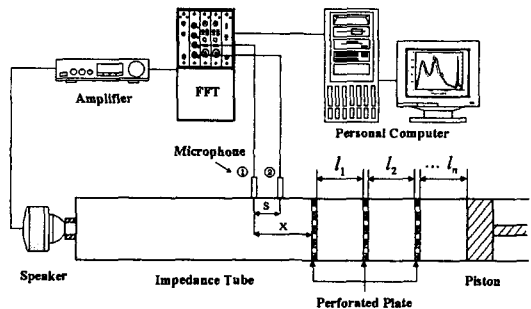 Amplifier
FFT
Personal Computer
Microphone
① ②
l₁ l₂ ... lₙ
S
X
Speaker
Impedance Tube
Perforated Plate
Piston